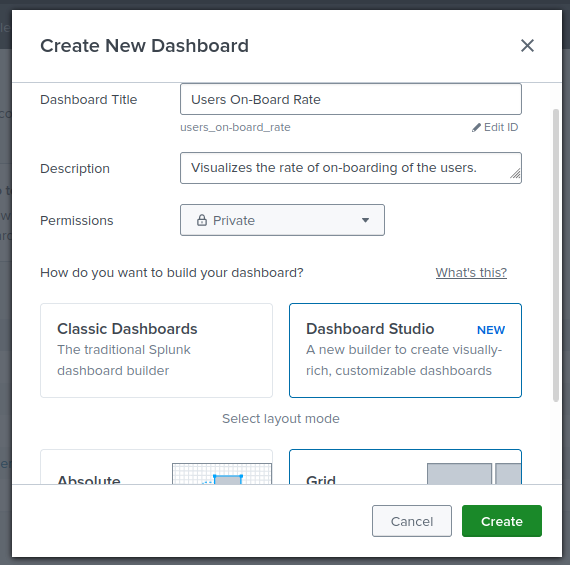 Create New Dashboard
Dashboard Title
Users On-Board Rate
users_on-board_rate
Edit ID
Description
Visualizes the rate of on-boarding of the users.
Permissions
Private
How do you want to build your dashboard?
What's this?
Classic Dashboards
The traditional Splunk
dashboard builder
Dashboard Studio
NEW
A new builder to create visually-
rich, customizable dashboards
Select layout mode
Absolute
Grid
Cancel
Create